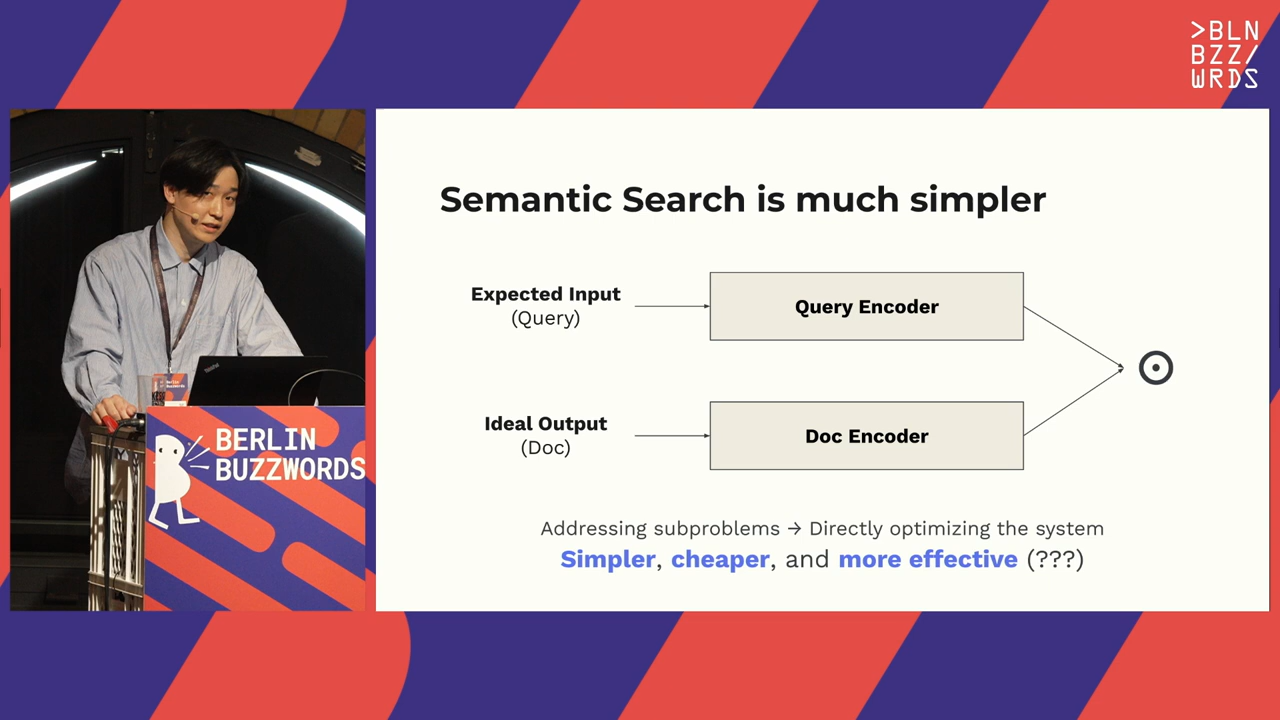 >BLN
BZZ/
WRDS
Semantic Search is much simpler
Expected Input
(Query)
Query Encoder
Ideal Output
(Doc)
Doc Encoder
Addressing subproblems → Directly optimizing the system
Simpler, cheaper, and more effective (???)
ThinkPad
BERLIN
BUZZWORDS